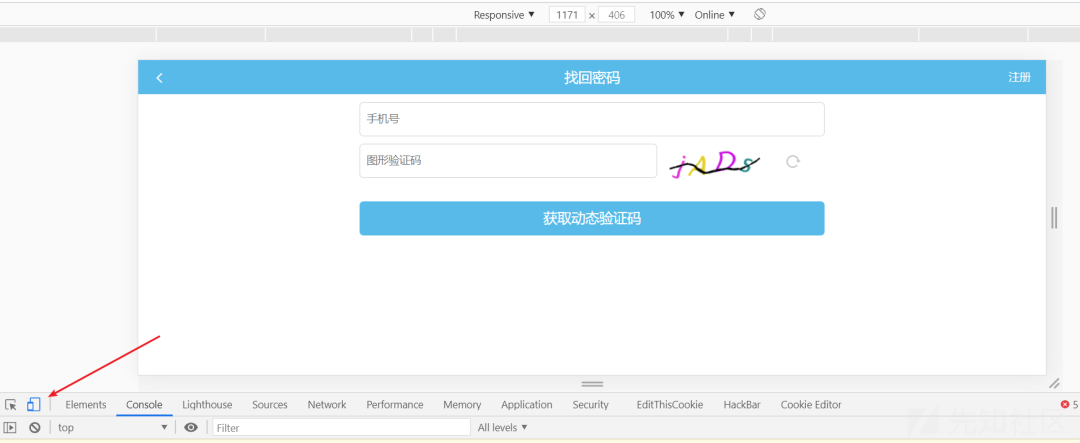 Responsive ▼ 1171 × 406 100% ▼ Online ▼
找回密码 注册
手机号
图形验证码 jADs
获取动态验证码
Elements Console Lighthouse Sources Network Performance Memory Application Security EditThisCookie HackBar Cookie Editor 5
top ▼ Filter All levels ▼
先知社区